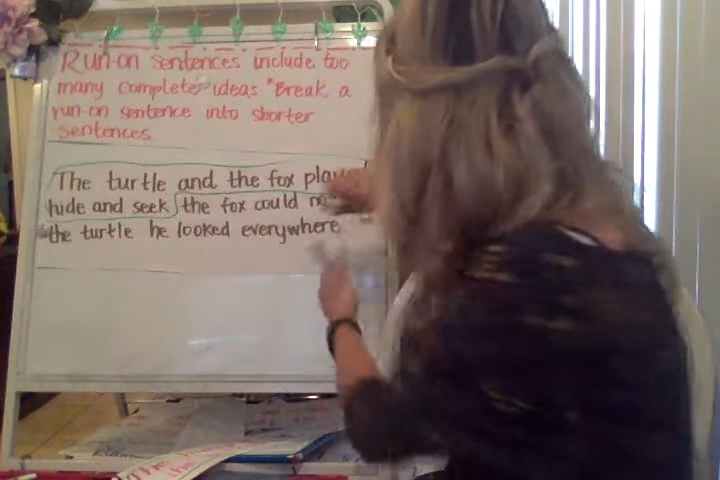 Run-on sentences include too
many complete ideas *Break a
run-on sentence into shorter
sentences.
The turtle and the fox
hide and seek the fox could
the turtle he looked everywhere